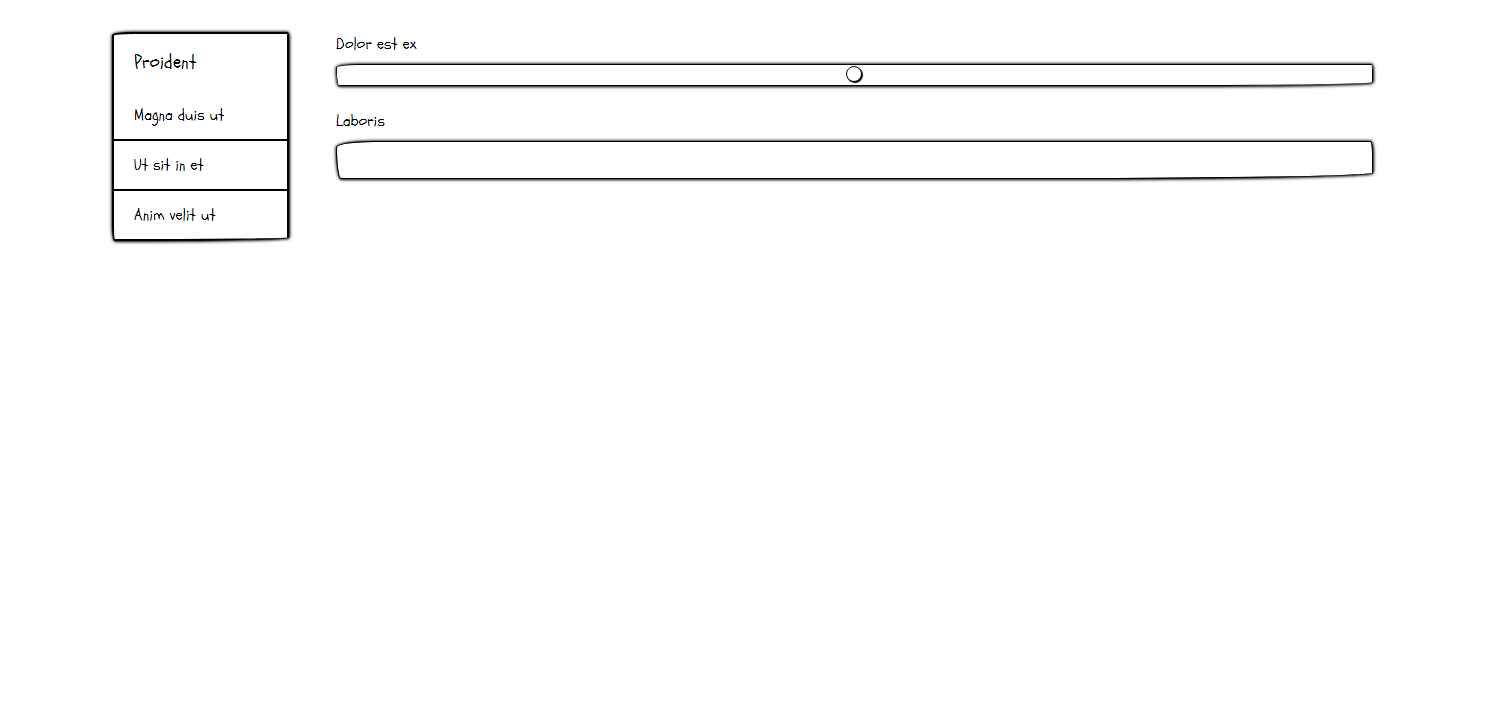 Proident
Magna duis ut
Ut sit in et
Anim velit ut
Dolor est ex
Laboris